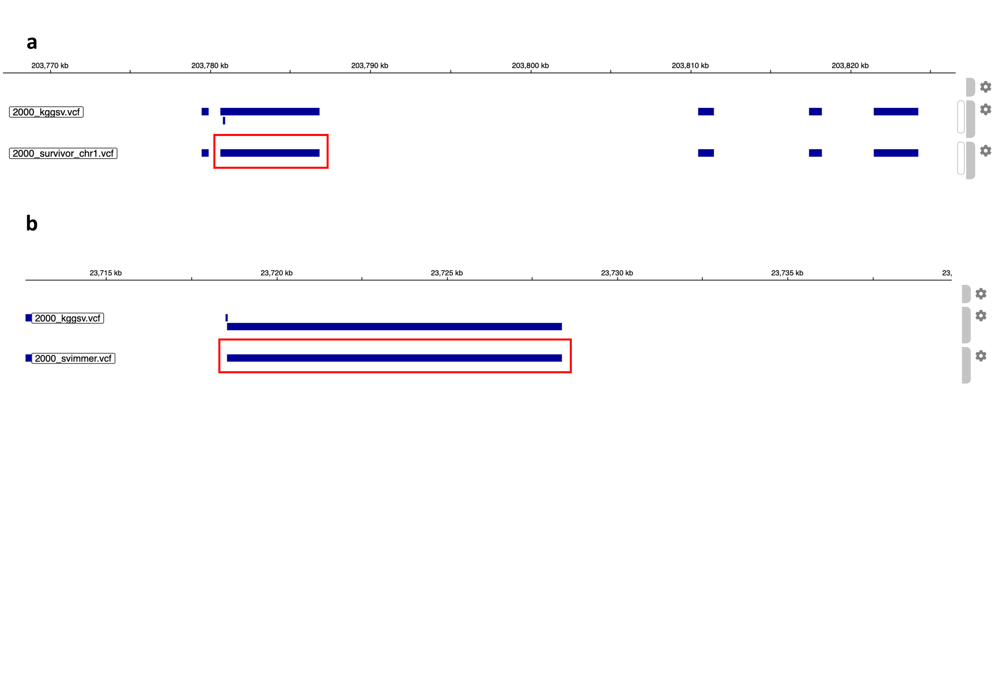 a
203,770 kb 203,780 kb 203,790 kb 203,800 kb 203,810 kb 203,820 kb
2000_kggsv.vcf
2000_survivor_chr1.vcf
b
23,715 kb 23,720 kb 23,725 kb 23,730 kb 23,735 kb 23,
2000_kggsv.vcf
2000_svimmer.vcf